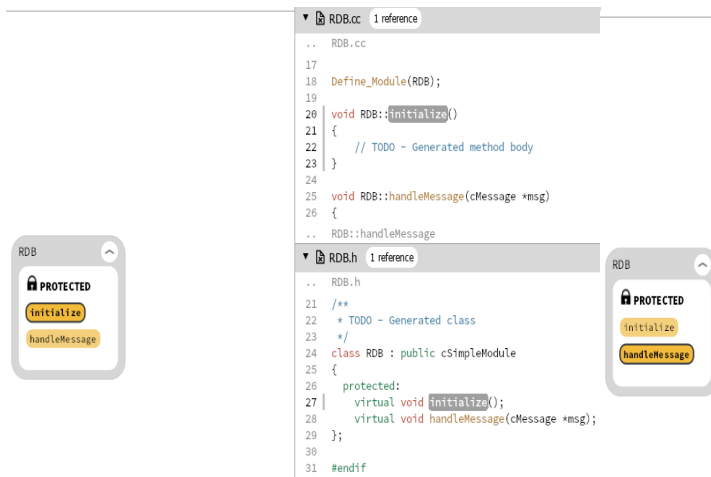 RDB
PROTECTED
initialize
handleMessage
RDB.cc 1 reference
.. RDB.cc
17
18 Define_Module(RDB);
19
20 void RDB::initialize()
21 {
22 // TODO - Generated method body
23 }
24
25 void RDB::handleMessage(cMessage *msg)
26 {
.. RDB::handleMessage
RDB.h 1 reference
.. RDB.h
21 /**
22 * TODO - Generated class
23 */
24 class RDB : public cSimpleModule
25 {
26 protected:
27 virtual void initialize();
28 virtual void handleMessage(cMessage *msg);
29 };
30
31 #endif
RDB
PROTECTED
initialize
handleMessage